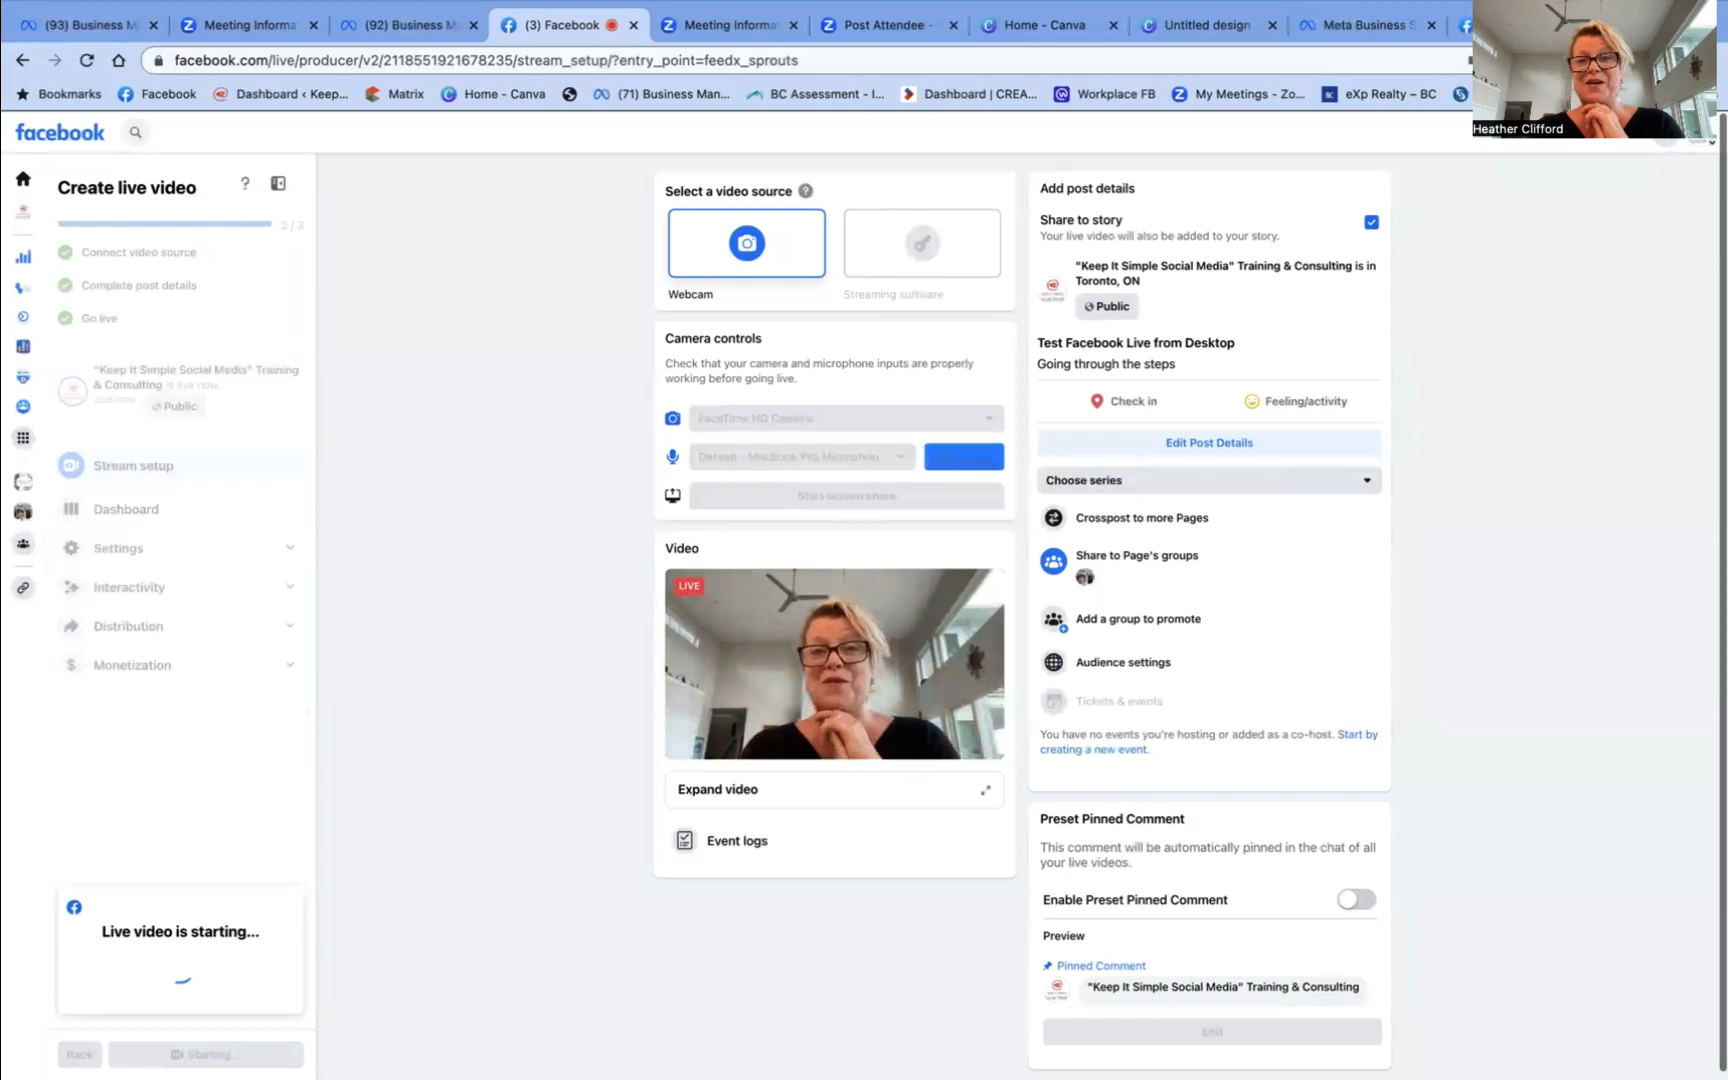 (93) Business M
Meeting Informa
(92) Business M
(3) Facebook
Meeting Informa
Post Attendee -
Home - Canva
Untitled design
Meta Business S
facebook.com/live/producer/v2/2118551921678235/stream_setup/?entry_point=feedx_sprouts
Bookmarks
Facebook
Dashboard ‹ Keep...
Matrix
Home - Canva
(71) Business Man...
BC Assessment - I...
Dashboard | CREA...
Workplace FB
My Meetings - Zo...
eXp Realty – BC
Heather Clifford
facebook
Create live video
2 / 3
Connect video source
Complete post details
Go live
"Keep It Simple Social Media" Training
& Consulting is live now.
Public
Stream setup
Dashboard
Settings
Interactivity
Distribution
Monetization
Live video is starting...
Back
Starting...
Select a video source
Webcam
Streaming software
Camera controls
Check that your camera and microphone inputs are properly
working before going live.
FaceTime HD Camera
Default - MacBook Pro Microphon
Start screen share
Video
LIVE
Expand video
Event logs
Add post details
Share to story
Your live video will also be added to your story.
"Keep It Simple Social Media" Training & Consulting is in
Toronto, ON
Public
Test Facebook Live from Desktop
Going through the steps
Check in
Feeling/activity
Edit Post Details
Choose series
Crosspost to more Pages
Share to Page's groups
Add a group to promote
Audience settings
Tickets & events
You have no events you're hosting or added as a co-host. Start by
creating a new event.
Preset Pinned Comment
This comment will be automatically pinned in the chat of all
your live videos.
Enable Preset Pinned Comment
Preview
Pinned Comment
"Keep It Simple Social Media" Training & Consulting
Edit